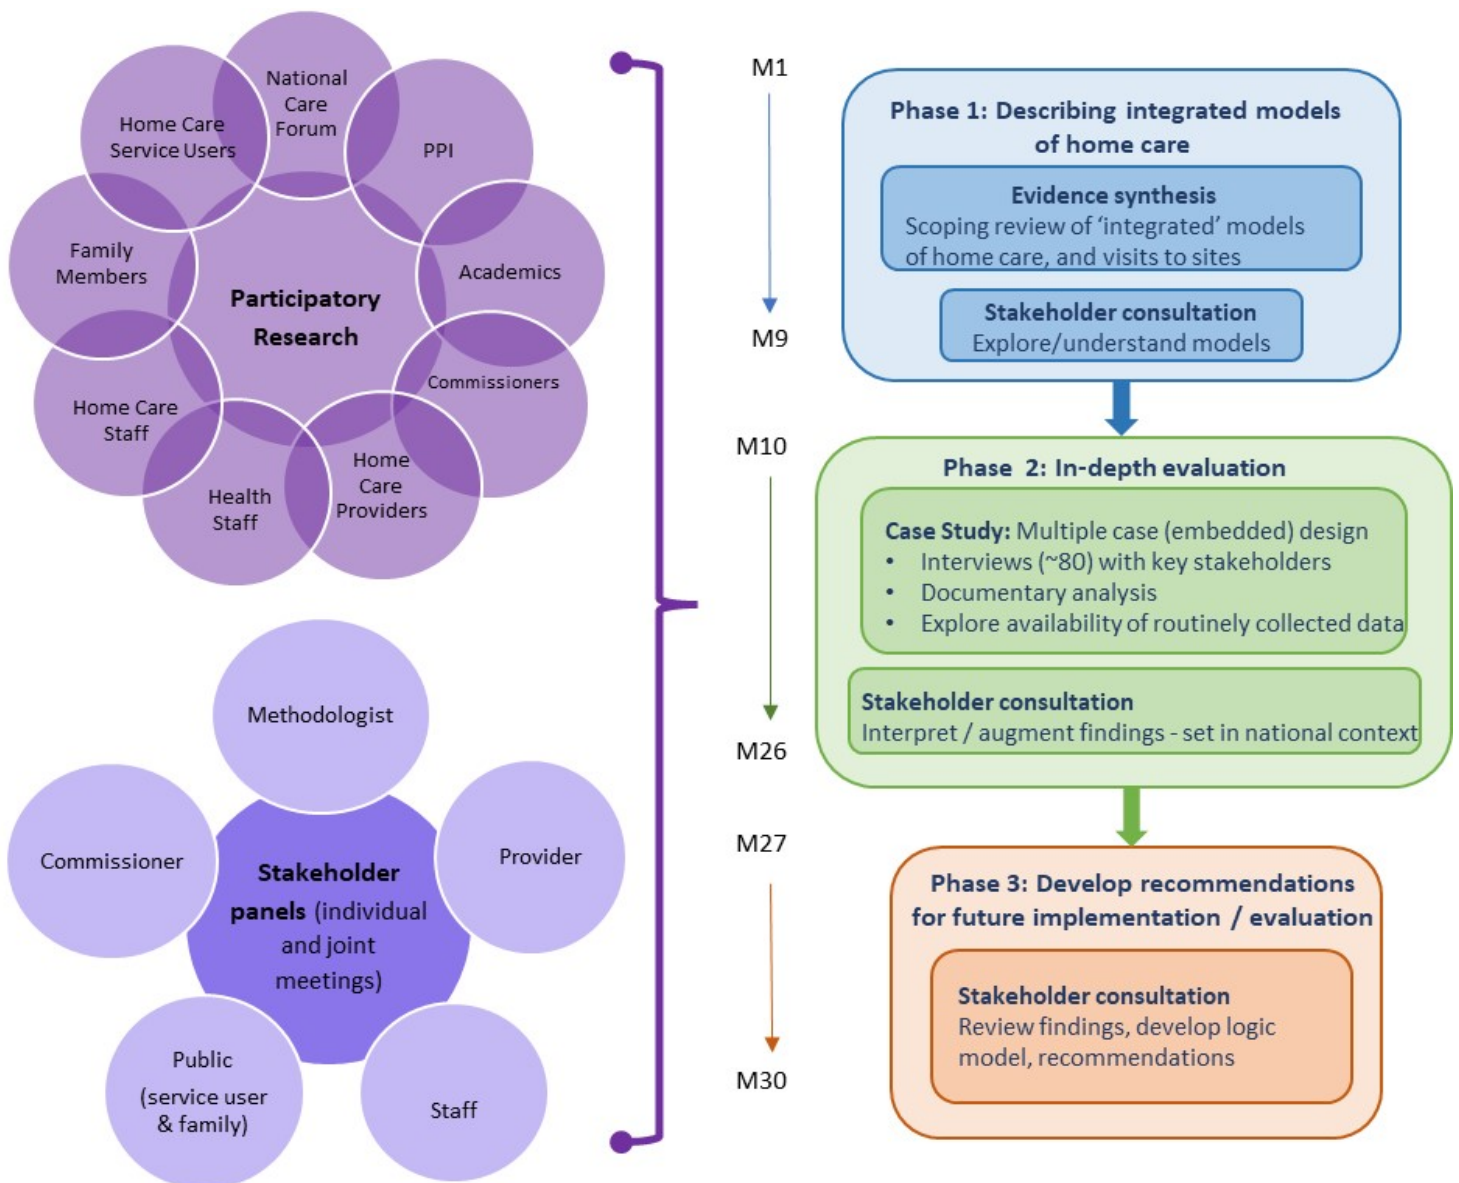 National
Care
Forum
PPI
Academics
Commissioners
Home
Care
Providers
Health
Staff
Home Care
Staff
Family
Members
Home Care
Service Users
Participatory
Research
Methodologist
Provider
Staff
Public
(service user
& family)
Commissioner
Stakeholder
panels (individual
and joint
meetings)
M1
M9
M10
M26
M27
M30
Phase 1: Describing integrated models
of home care
Evidence synthesis
Scoping review of ‘integrated’ models
of home care, and visits to sites
Stakeholder consultation
Explore/understand models
Phase 2: In-depth evaluation
Case Study: Multiple case (embedded) design
• Interviews (~80) with key stakeholders
• Documentary analysis
• Explore availability of routinely collected data
Stakeholder consultation
Interpret / augment findings - set in national context
Phase 3: Develop recommendations
for future implementation / evaluation
Stakeholder consultation
Review findings, develop logic
model, recommendations